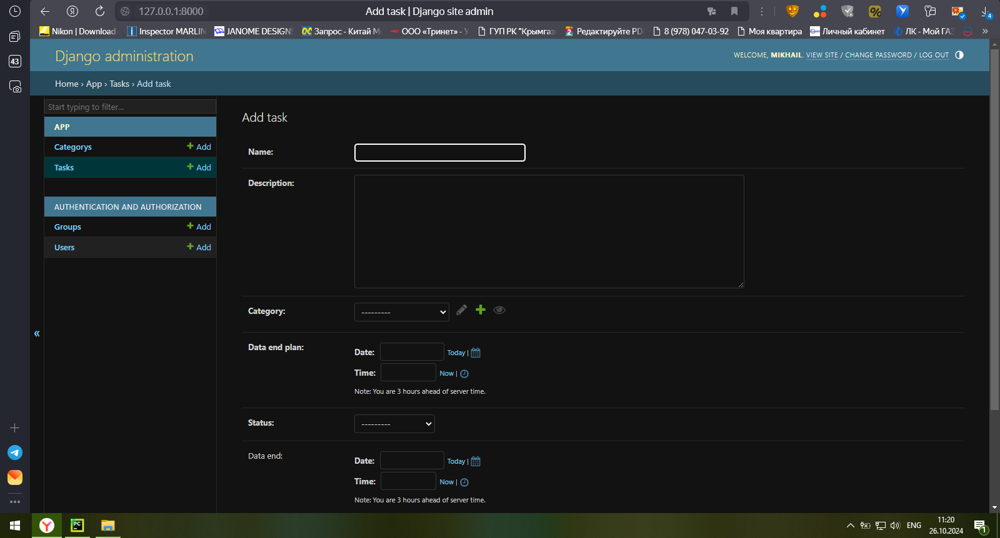 127.0.0.1:8000
Add task | Django site admin
4
Nikon | Download
Inspector MARLIN
JANOME DESIGNS
Запрос - Китай М
ООО «Тринет» - У
ГУП РК "Крымгаз
Редактируйте PD
8 (978) 047-03-92
Моя квартира
Личный кабинет
ЛК - Мой ГАЗ
»
43
Django administration
WELCOME, MIKHAIL. VIEW SITE / CHANGE PASSWORD / LOG OUT
Home › App › Tasks › Add task
Start typing to filter...
APP
Categorys + Add
Tasks + Add
AUTHENTICATION AND AUTHORIZATION
Groups + Add
Users + Add
«
Add task
Name:
Description:
Category:
---------
Data end plan:
Date: Today |
Time: Now |
Note: You are 3 hours ahead of server time.
Status:
---------
Data end:
Date: Today |
Time: Now |
Note: You are 3 hours ahead of server time.
PC
ENG
11:20
26.10.2024
1